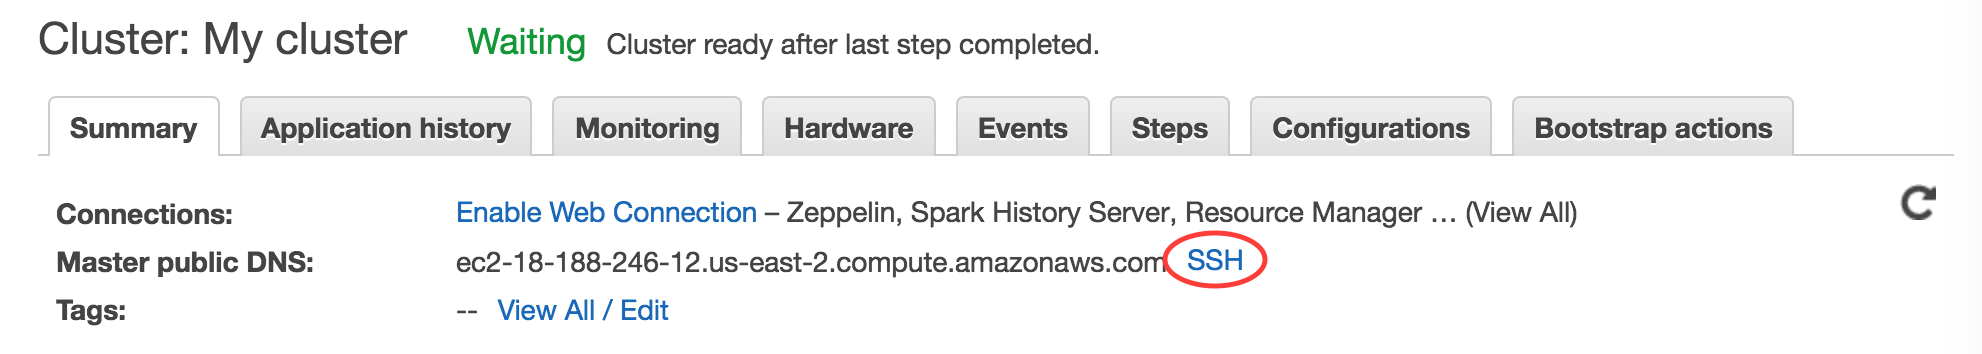 Cluster: My cluster Waiting Cluster ready after last step completed.
Summary Application history Monitoring Hardware Events Steps Configurations Bootstrap actions
Connections: Enable Web Connection – Zeppelin, Spark History Server, Resource Manager … (View All)
Master public DNS: ec2-18-188-246-12.us-east-2.compute.amazonaws.com SSH
Tags: -- View All / Edit